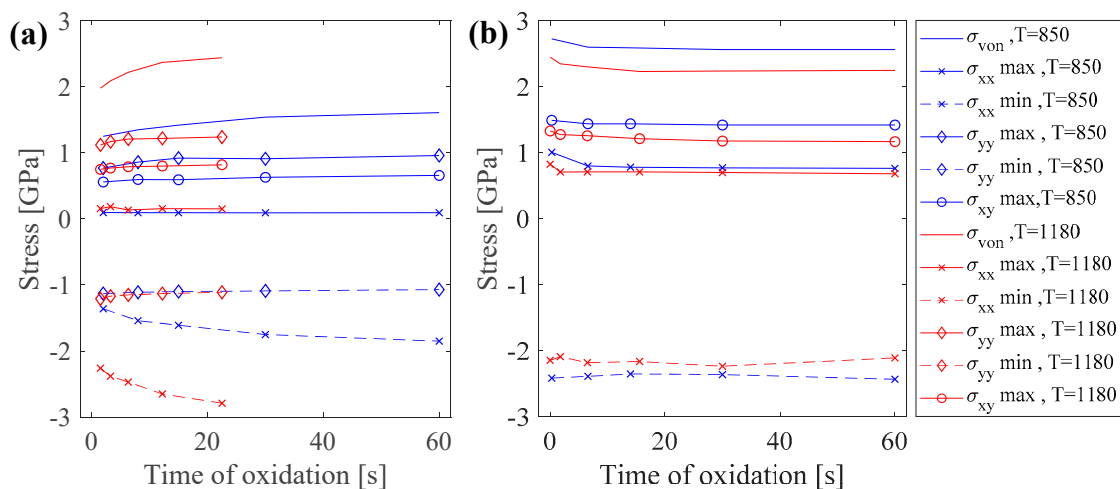 (a)
3
2
1
0
-1
-2
-3
Stress [GPa]
0 20 40 60
Time of oxidation [s]
(b)
3
2
1
0
-1
-2
-3
Stress [GPa]
0 20 40 60
Time of oxidation [s]
σvon ,T=850
σxx max ,T=850
σxx min ,T=850
σyy max , T=850
σyy min , T=850
σxy max,T=850
σvon ,T=1180
σxx max ,T=1180
σxx min ,T=1180
σyy max , T=1180
σyy min , T=1180
σxy max , T=1180